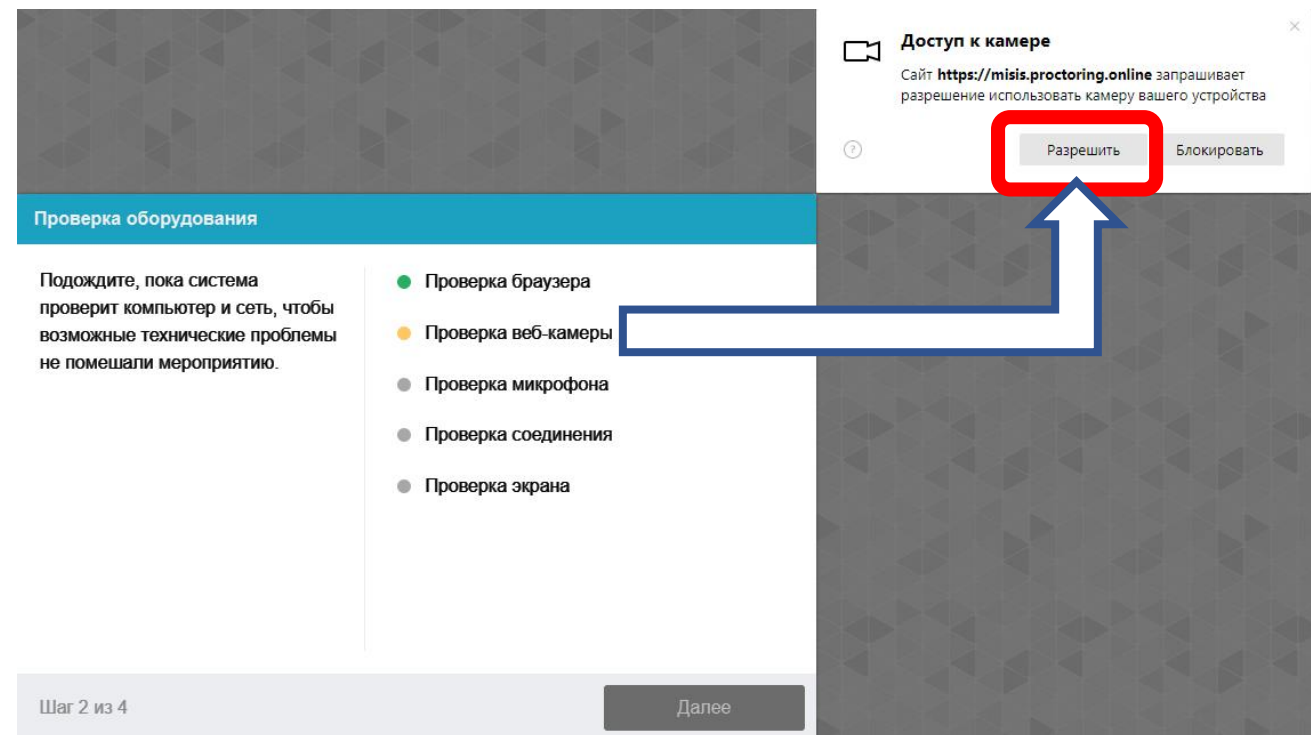 Доступ к камере
Сайт https://misis.proctoring.online запрашивает
разрешение использовать камеру вашего устройства
Разрешить
Блокировать
Проверка оборудования
Подождите, пока система
проверит компьютер и сеть, чтобы
возможные технические проблемы
не помешали мероприятию.
Проверка браузера
Проверка веб-камеры
Проверка микрофона
Проверка соединения
Проверка экрана
Шаг 2 из 4
Далее